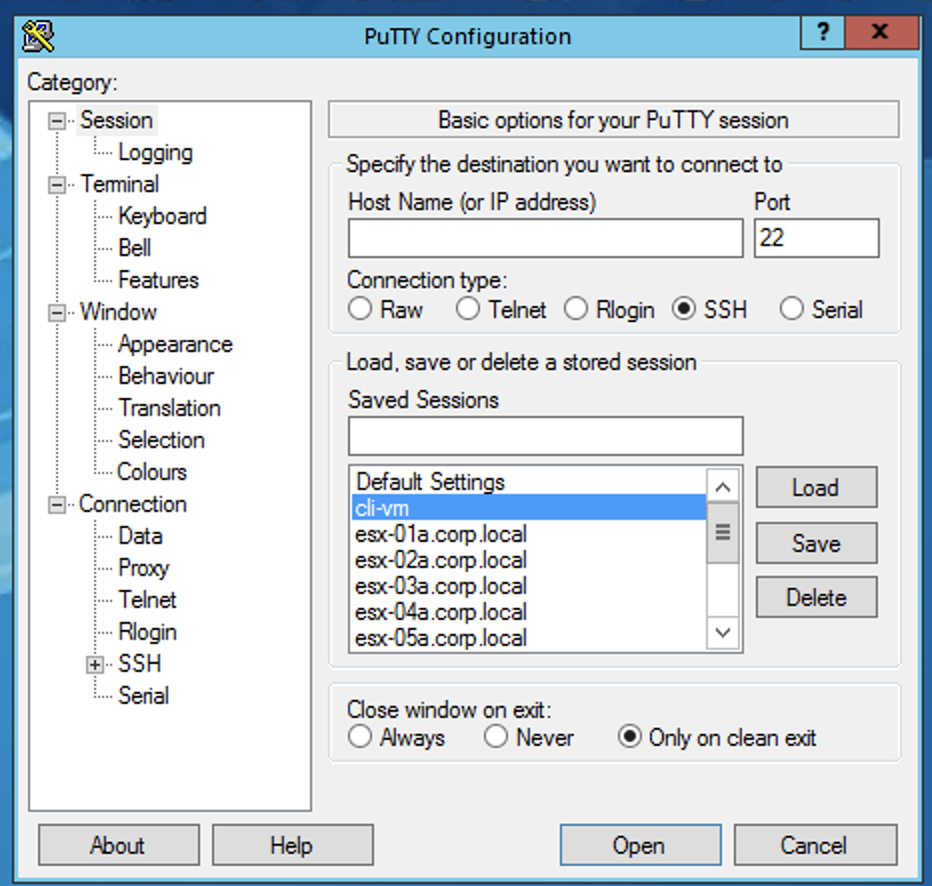 PuTTY Configuration
?
X
Category:
Session
Logging
Terminal
Keyboard
Bell
Features
Window
Appearance
Behaviour
Translation
Selection
Colours
Connection
Data
Proxy
Telnet
Rlogin
SSH
Serial
Basic options for your PuTTY session
Specify the destination you want to connect to
Host Name (or IP address) Port
22
Connection type:
Raw Telnet Rlogin SSH Serial
Load, save or delete a stored session
Saved Sessions
Default Settings
cli-vm
esx-01a.corp.local
esx-02a.corp.local
esx-03a.corp.local
esx-04a.corp.local
esx-05a.corp.local
Load
Save
Delete
Close window on exit:
Always Never Only on clean exit
About Help Open Cancel